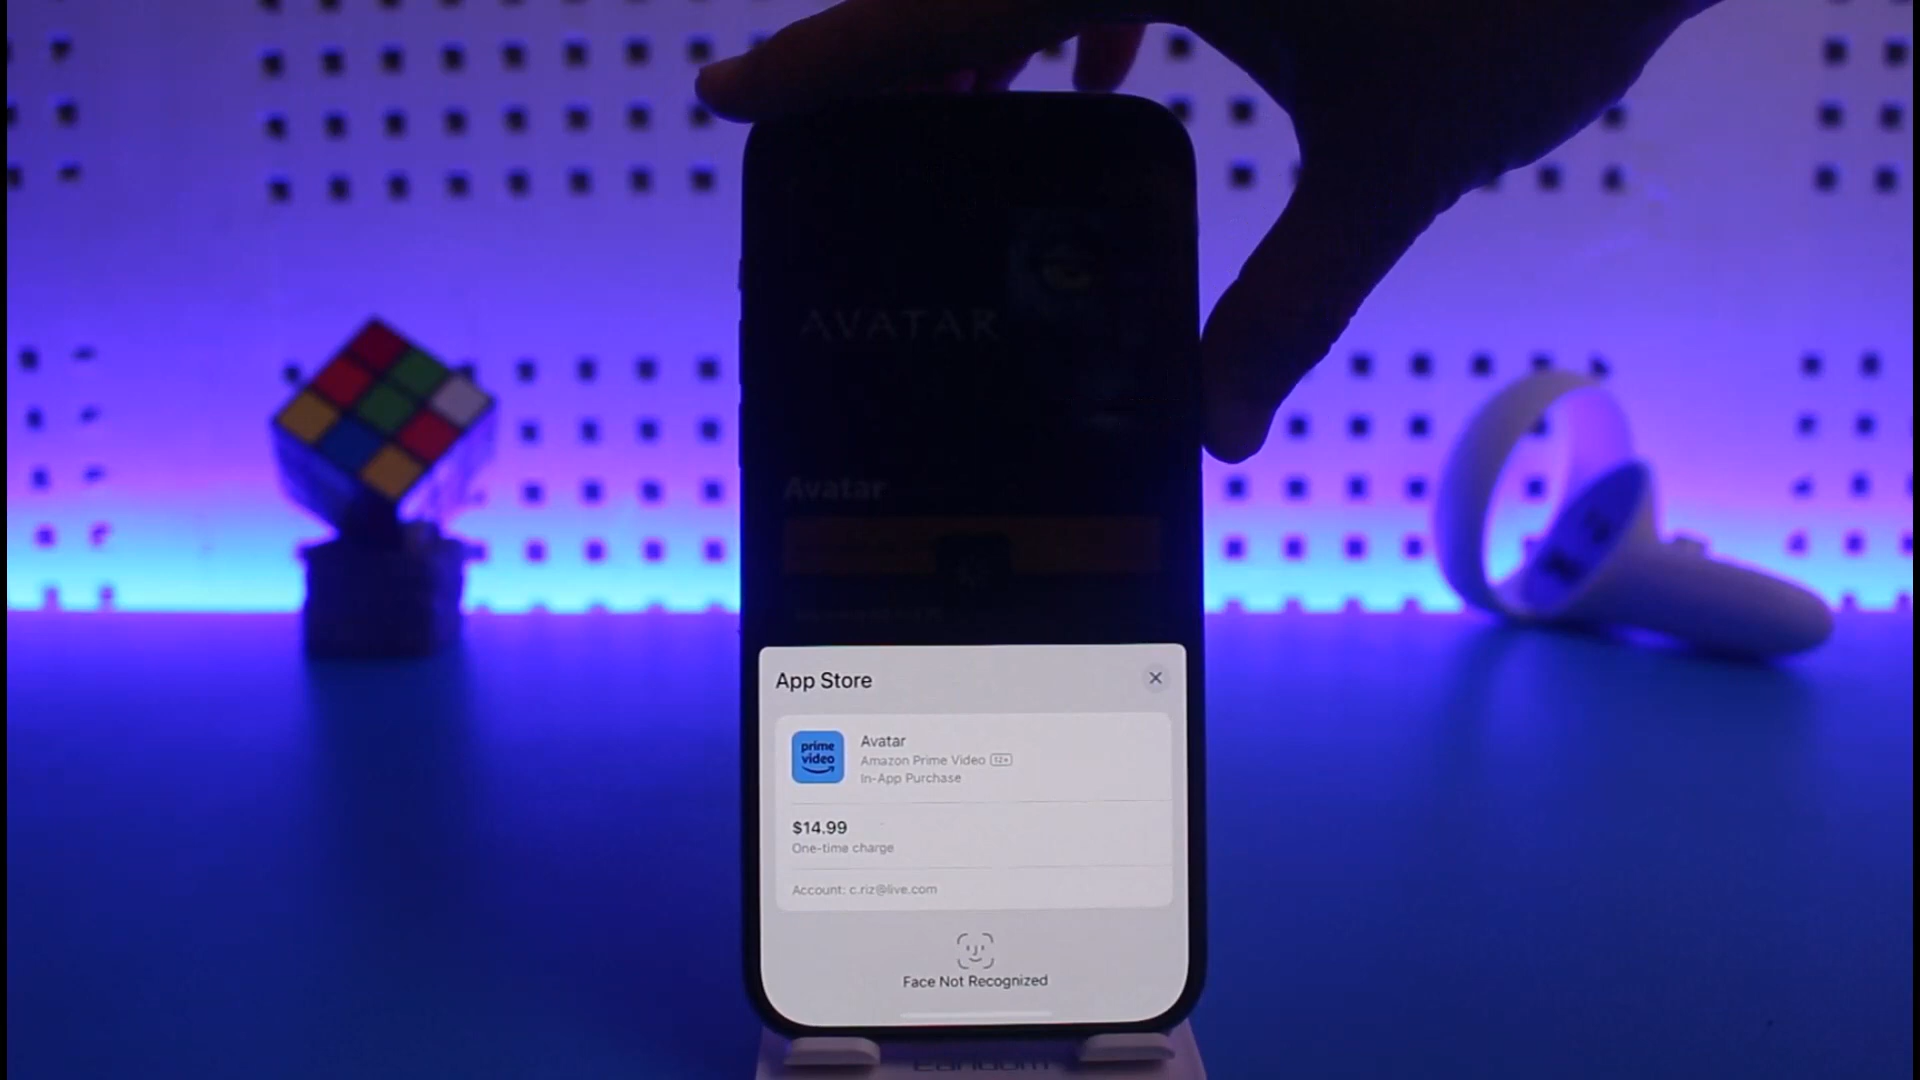 AVATAR
Avatar
App Store
prime
video
Avatar
Amazon Prime Video 12+
In-App Purchase
$14.99
One-time charge
Account: c.riz@live.com
Face Not Recognized